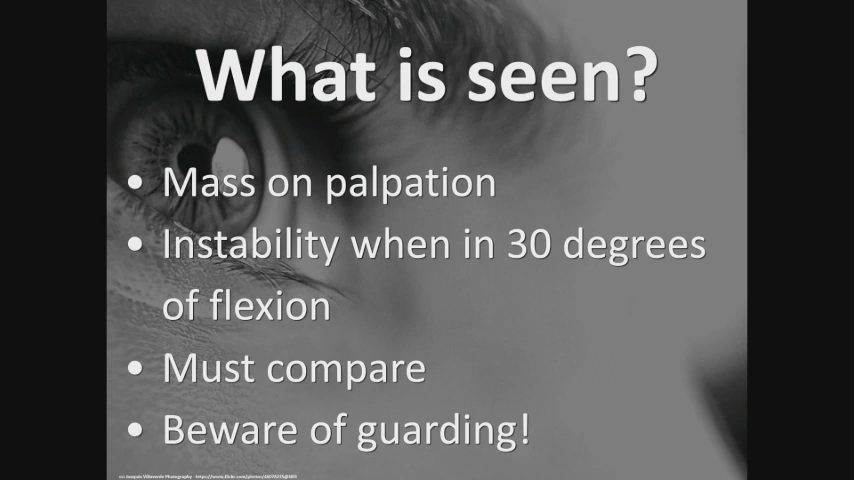 What is seen?
• Mass on palpation
• Instability when in 30 degrees
of flexion
• Must compare
• Beware of guarding!